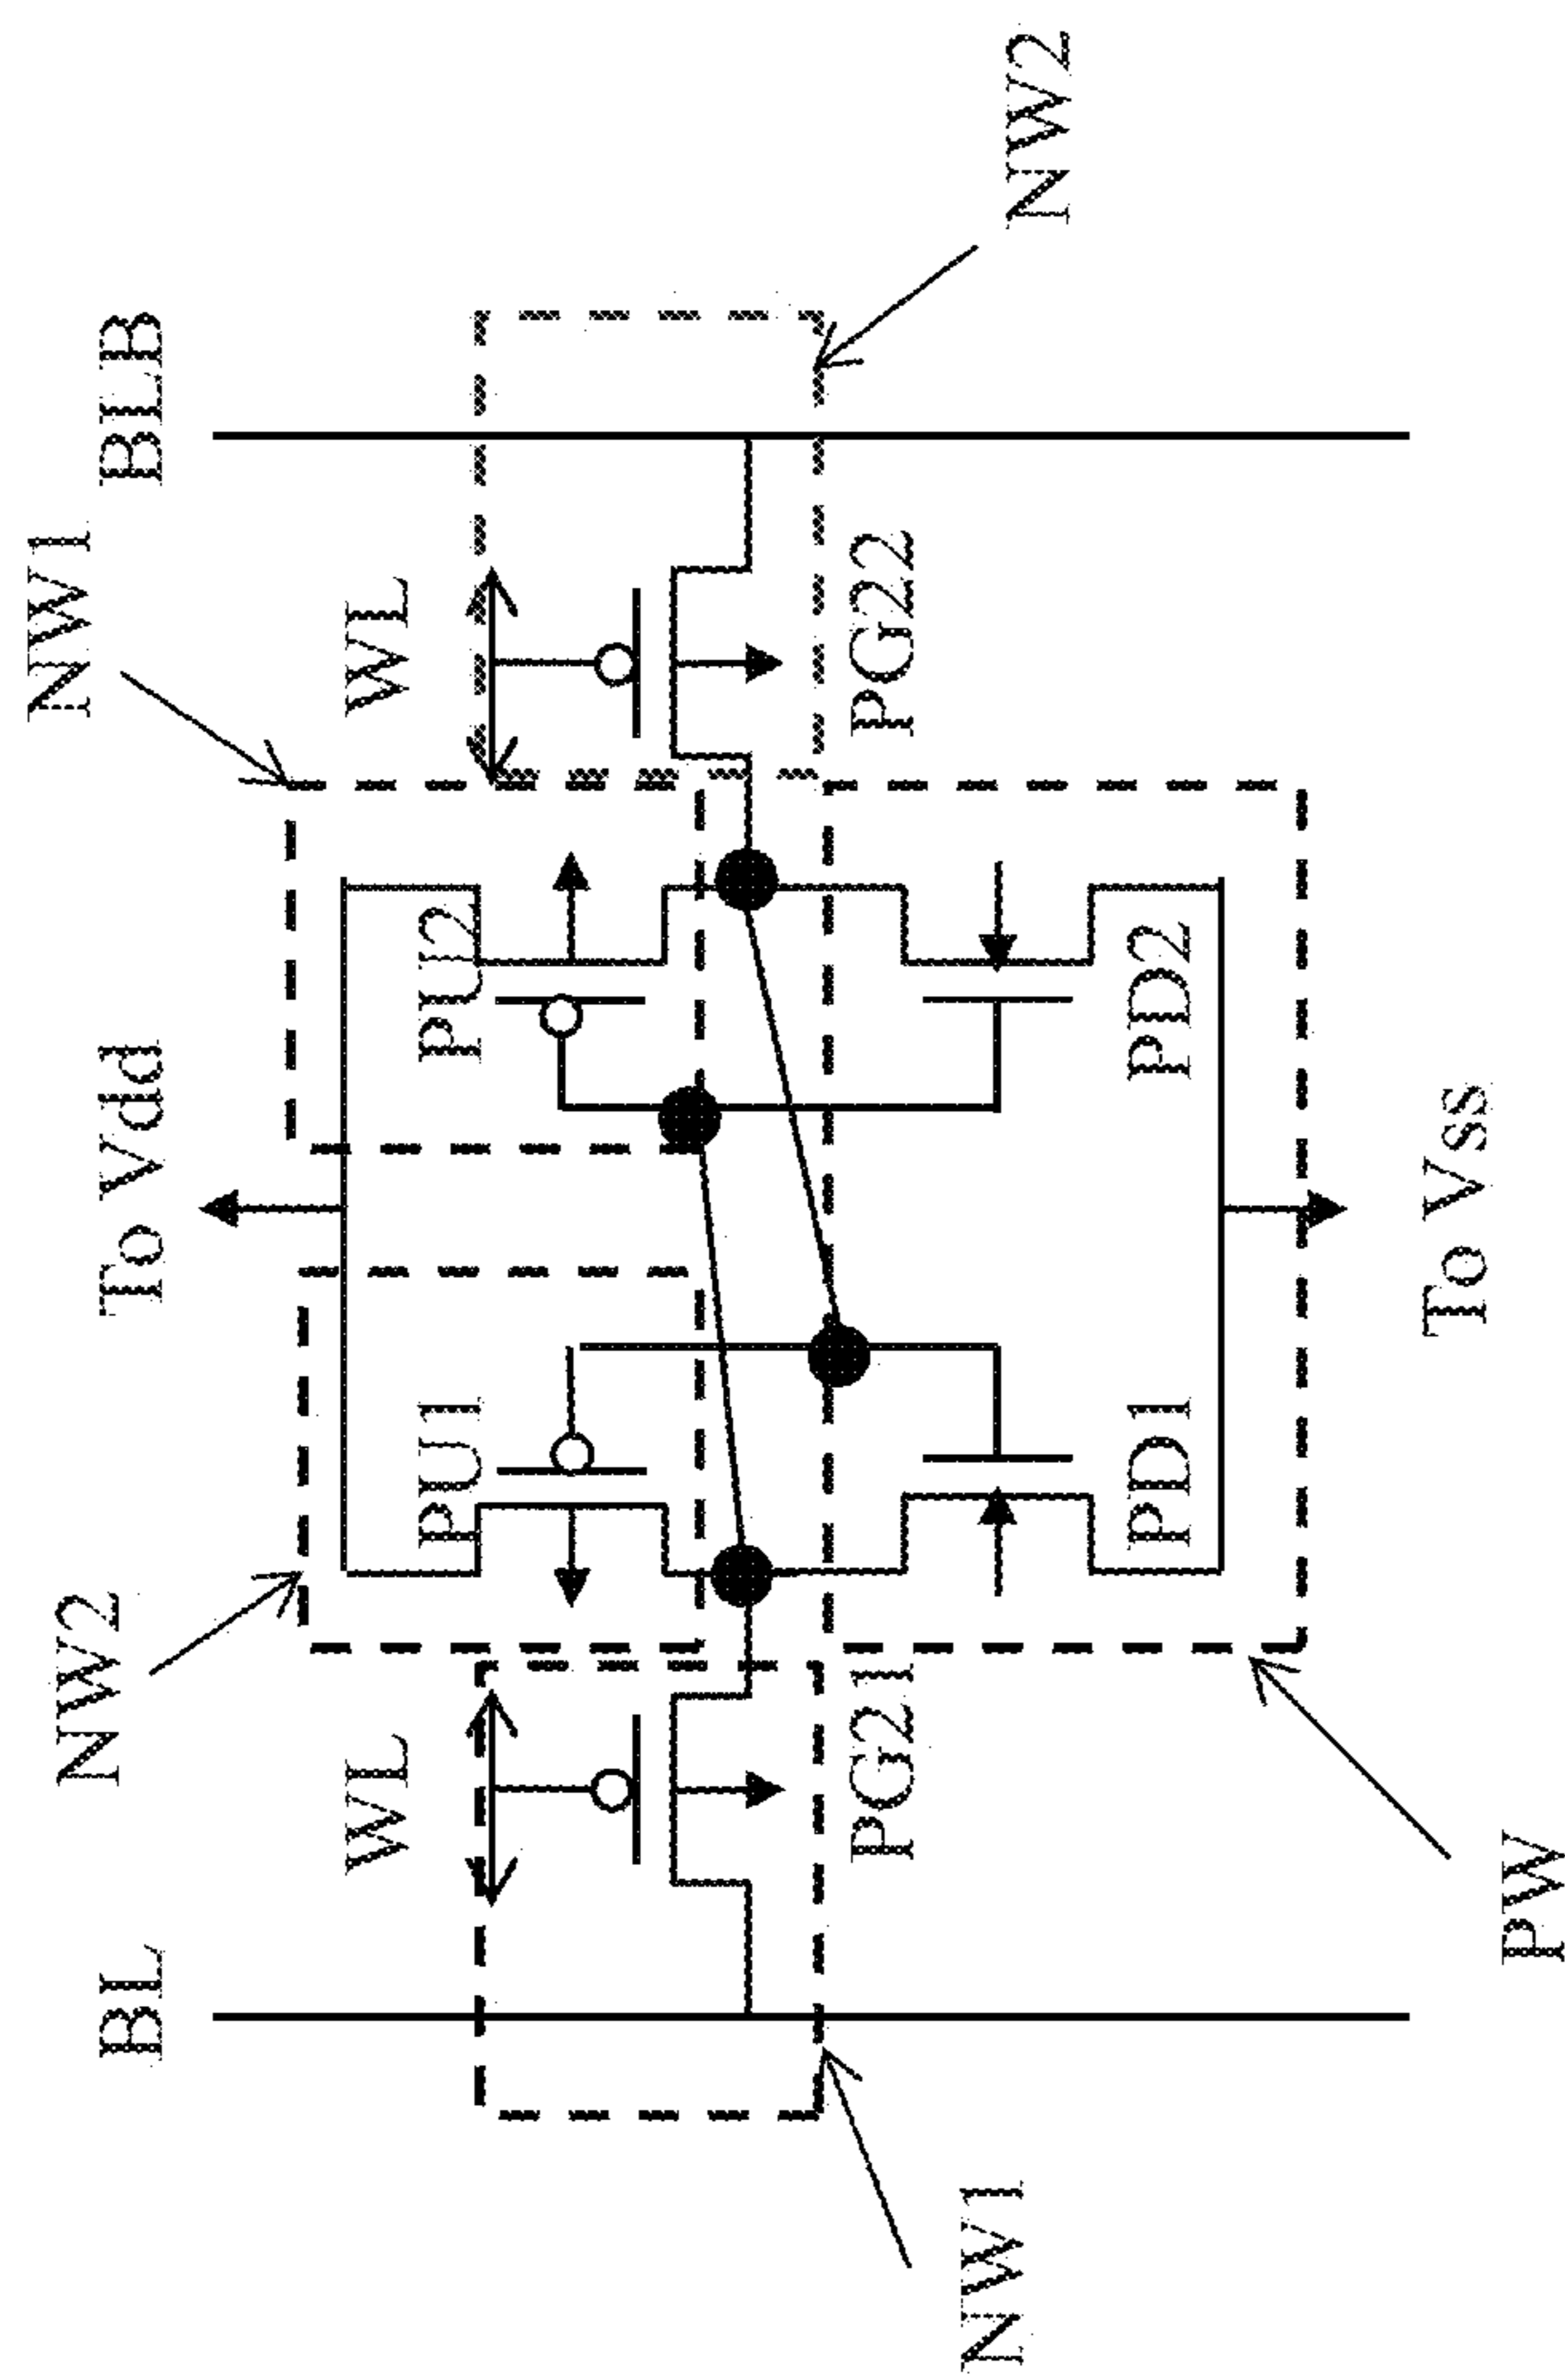 NW1
NW2
BL
To Vdd
BLB
WL
WL
PU1
PU2
PG21
PG22
NW1
NW2
PD1
PD2
To Vss
PW